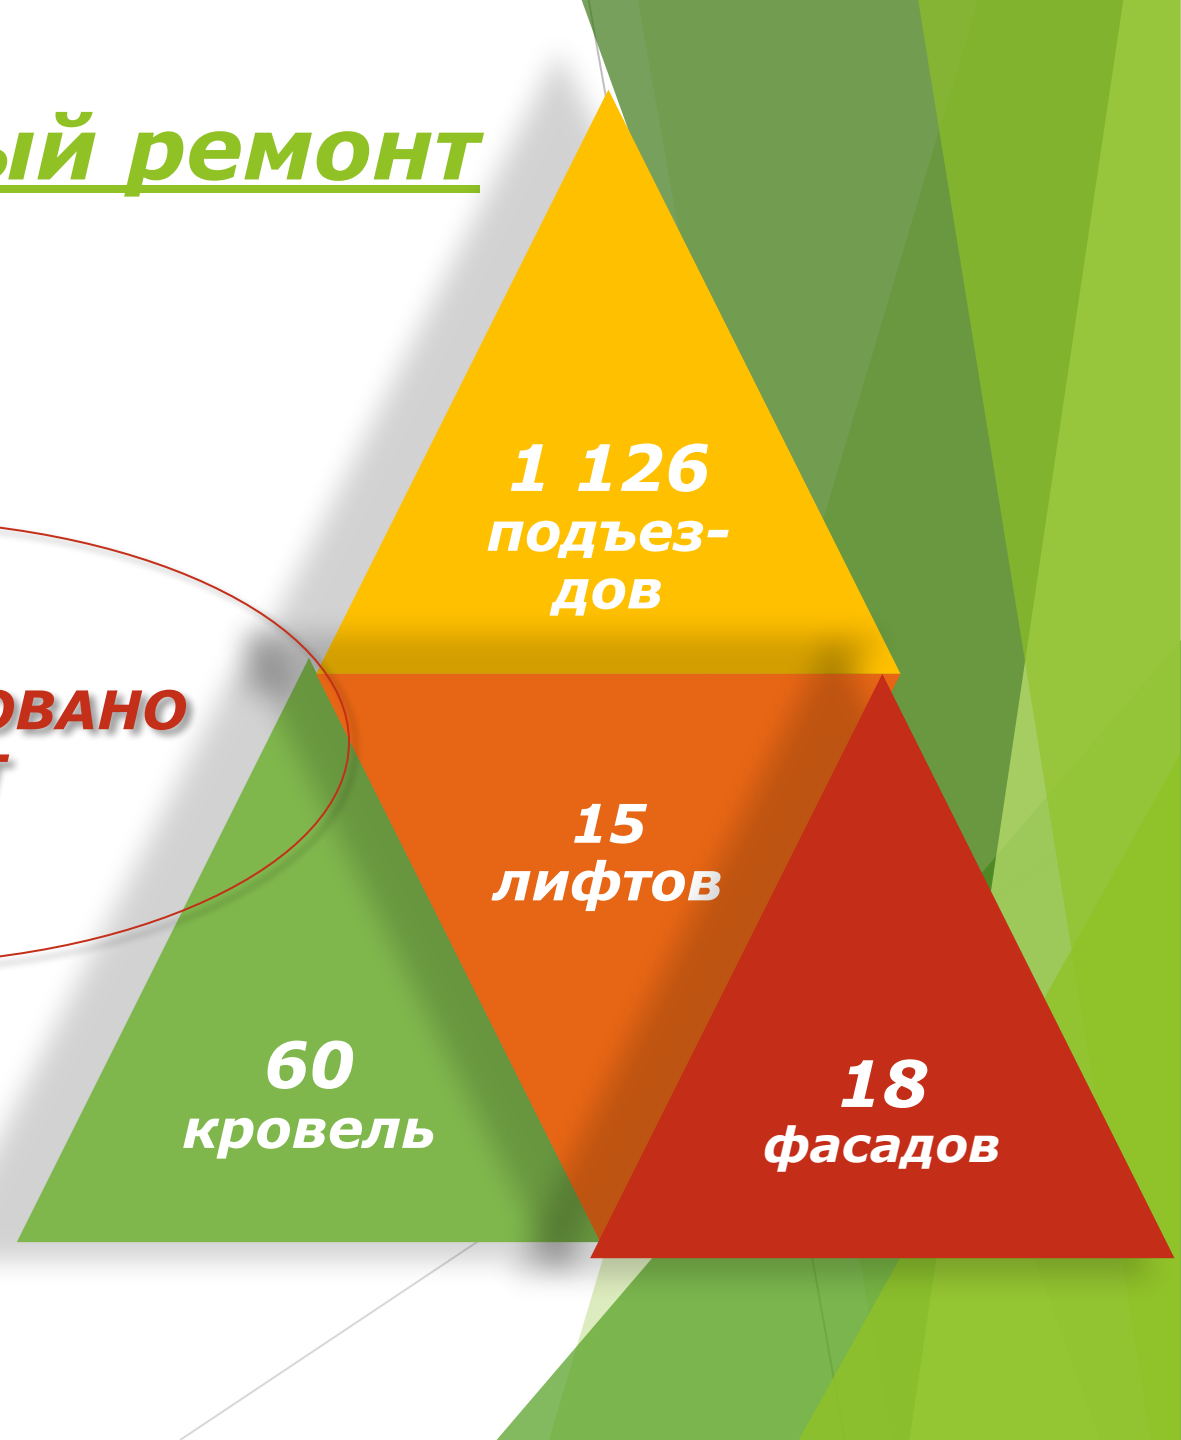 ый ремонт
1 126
подъез-
дов
ОВАНО
15
лифтов
60
кровель
18
фасадов